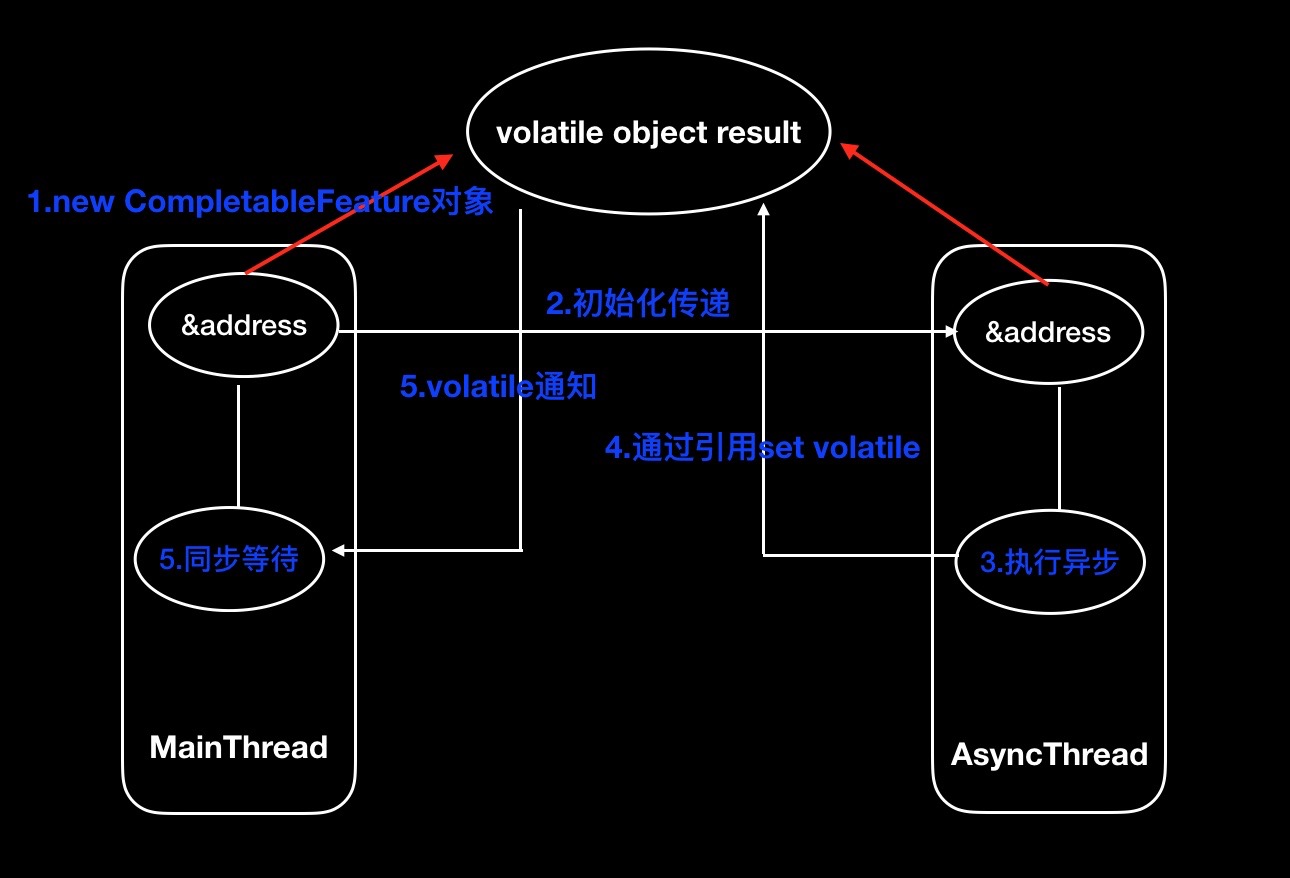 volatile object result
1.new CompletableFeature对象
&address
2.初始化传递
&address
5.volatile通知
4.通过引用set volatile
5.同步等待
3.执行异步
MainThread
AsyncThread